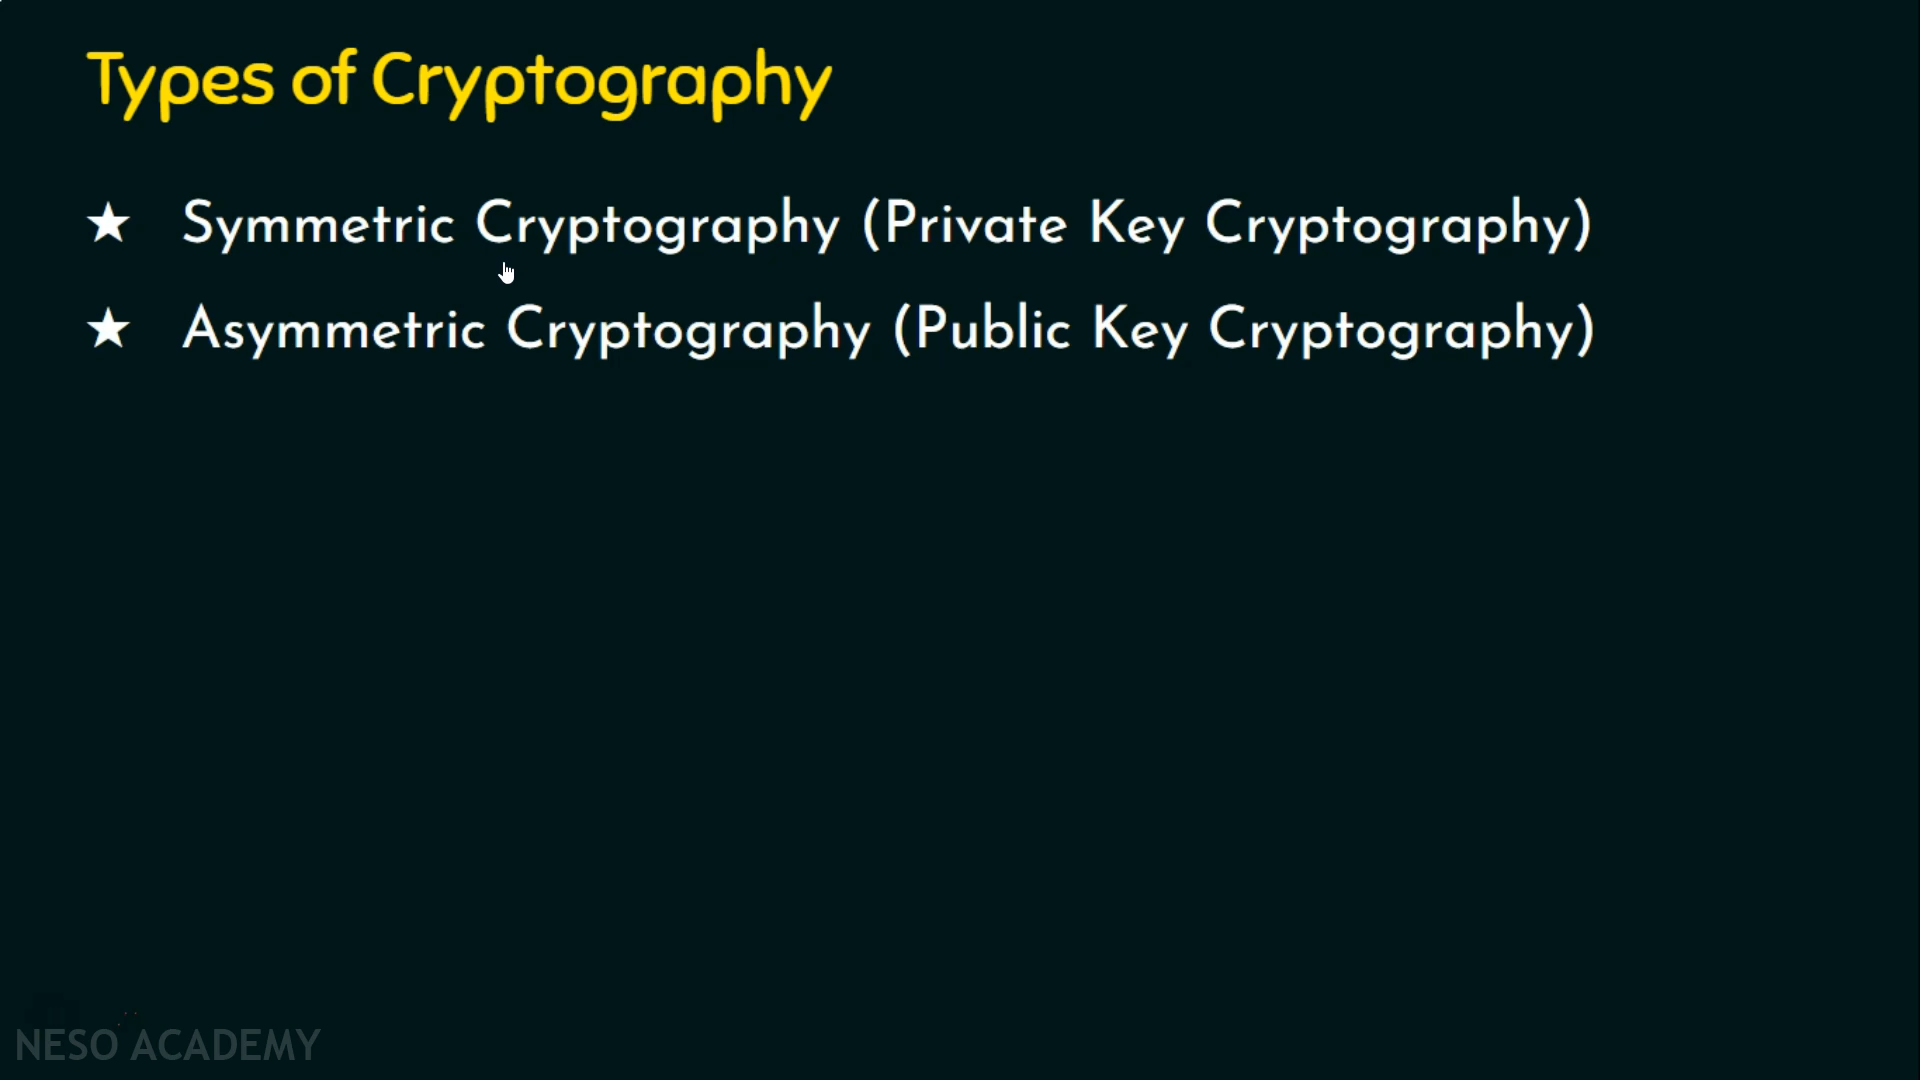 Types of Cryptography
★ Symmetric Cryptography (Private Key Cryptography)
★ Asymmetric Cryptography (Public Key Cryptography)
NESO ACADEMY